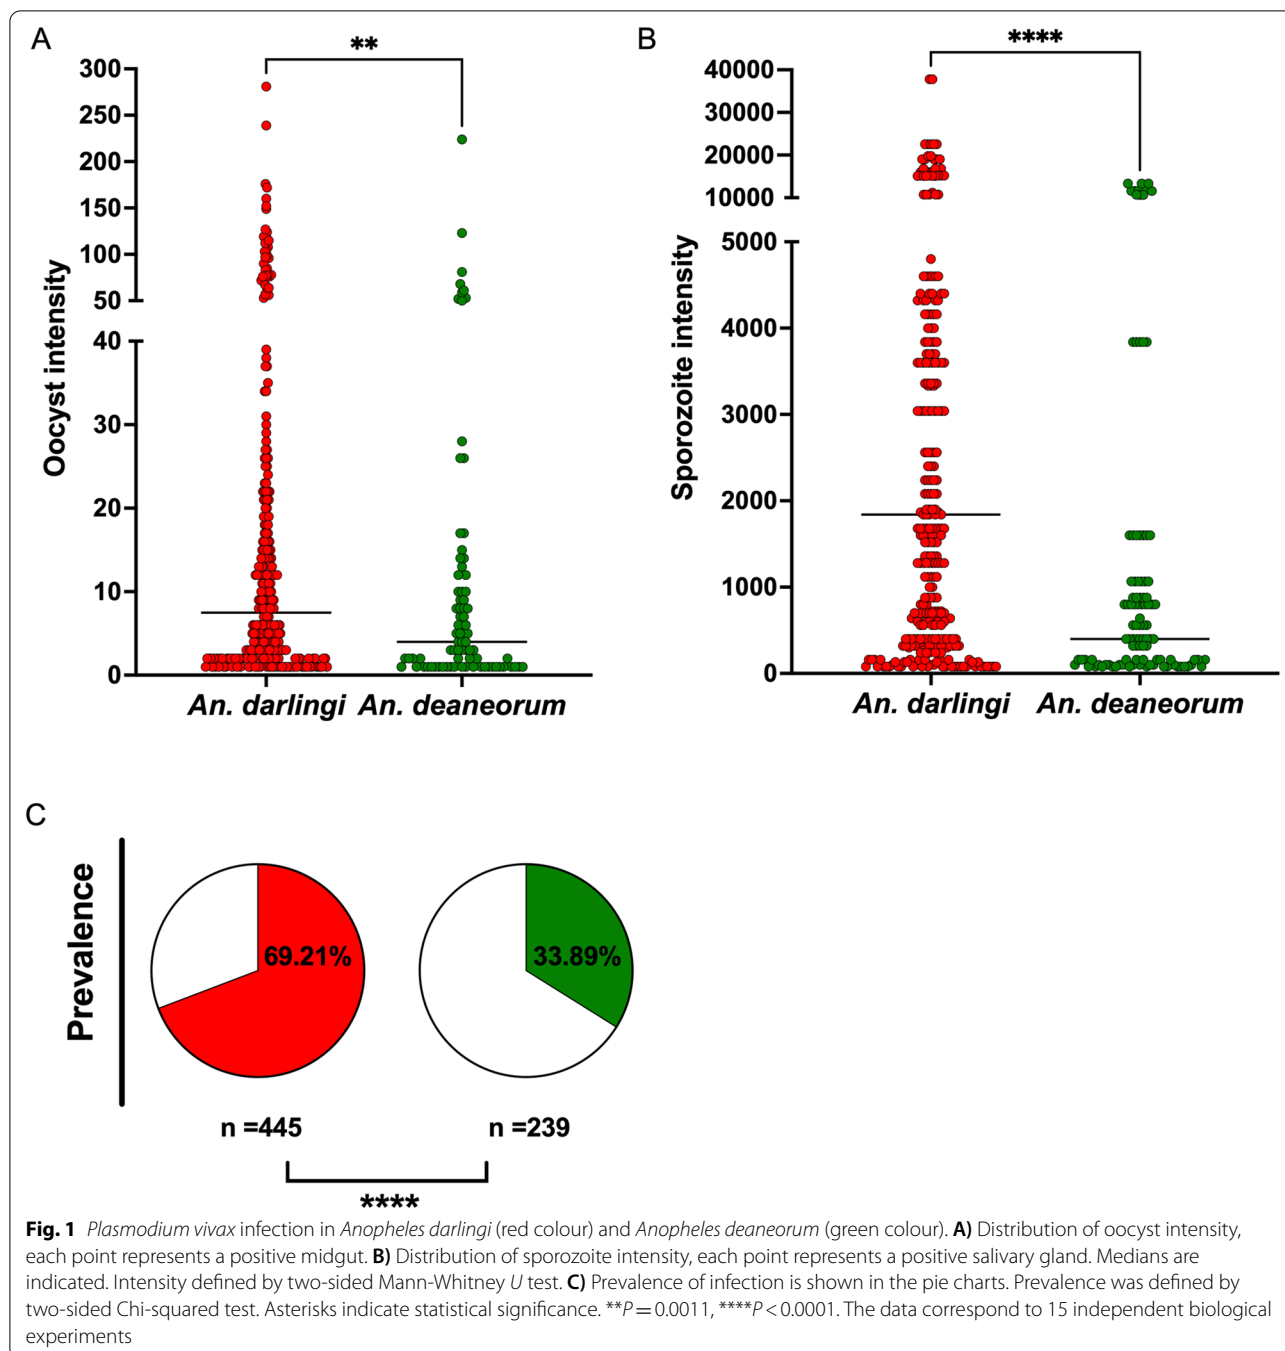 A
**
Oocyst intensity
300
250
200
150
100
50
40
30
20
10
0
An. darlingi An. deaneorum
B
****
Sporozoite intensity
40000
30000
20000
10000
5000
4000
3000
2000
1000
0
An. darlingi An. deaneorum
C
Prevalence
69.21% 33.89%
n =445 n =239
****
Fig. 1 Plasmodium vivax infection in Anopheles darlingi (red colour) and Anopheles deaneorum (green colour). A) Distribution of oocyst intensity,
each point represents a positive midgut. B) Distribution of sporozoite intensity, each point represents a positive salivary gland. Medians are
indicated. Intensity defined by two-sided Mann-Whitney U test. C) Prevalence of infection is shown in the pie charts. Prevalence was defined by
two-sided Chi-squared test. Asterisks indicate statistical significance. **P = 0.0011, ****P < 0.0001. The data correspond to 15 independent biological
experiments